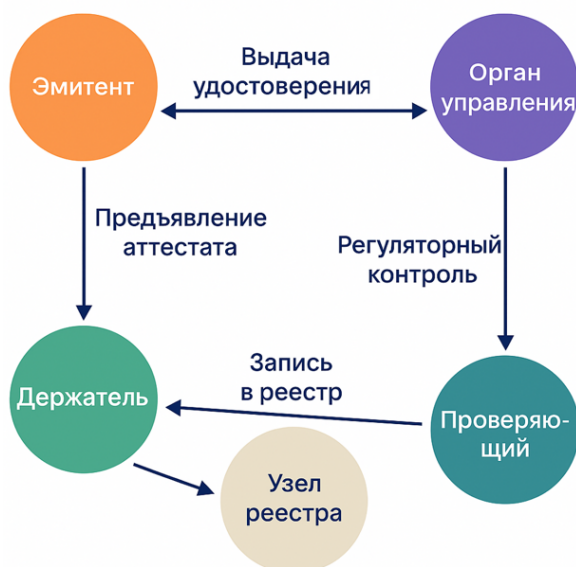 Эмитент
Выдача
удостоверения
Орган
управления
Предъявление
аттестата
Регуляторный
контроль
Держатель
Запись
в реестр
Проверяю-
щий
Узел
реестра